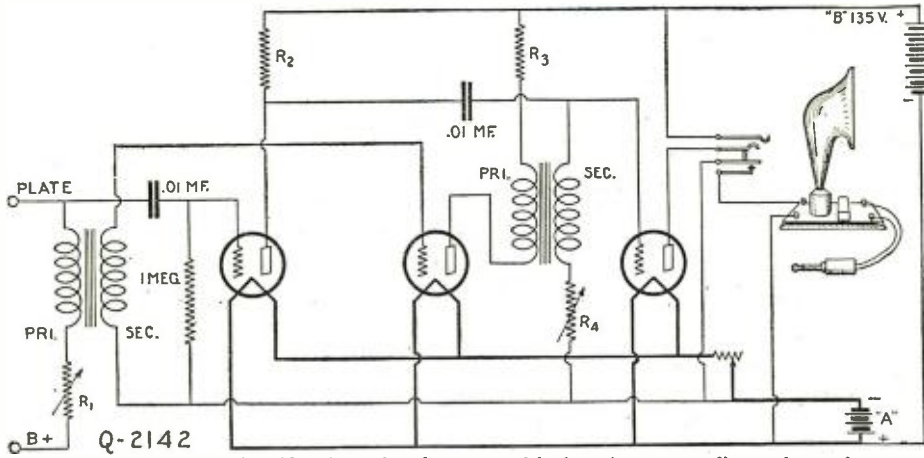 "B" 135 V. +
R2
R3
.01 MF.
PRI.
SEC.
PLATE
.01 MF.
1 MEG.
PRI.
SEC.
R4
R1
"A"
B+
Q-2142